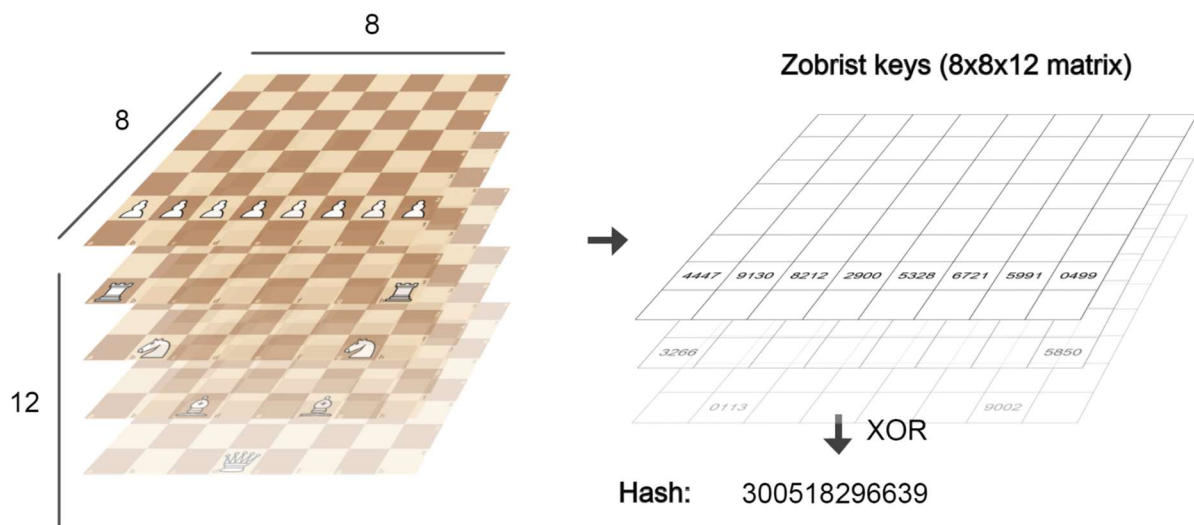 8
8
12
Zobrist keys (8x8x12 matrix)
4447 9130 8212 2900 5328 6721 5991 0499
3266 5850
0113 9002
XOR
Hash: 300518296639